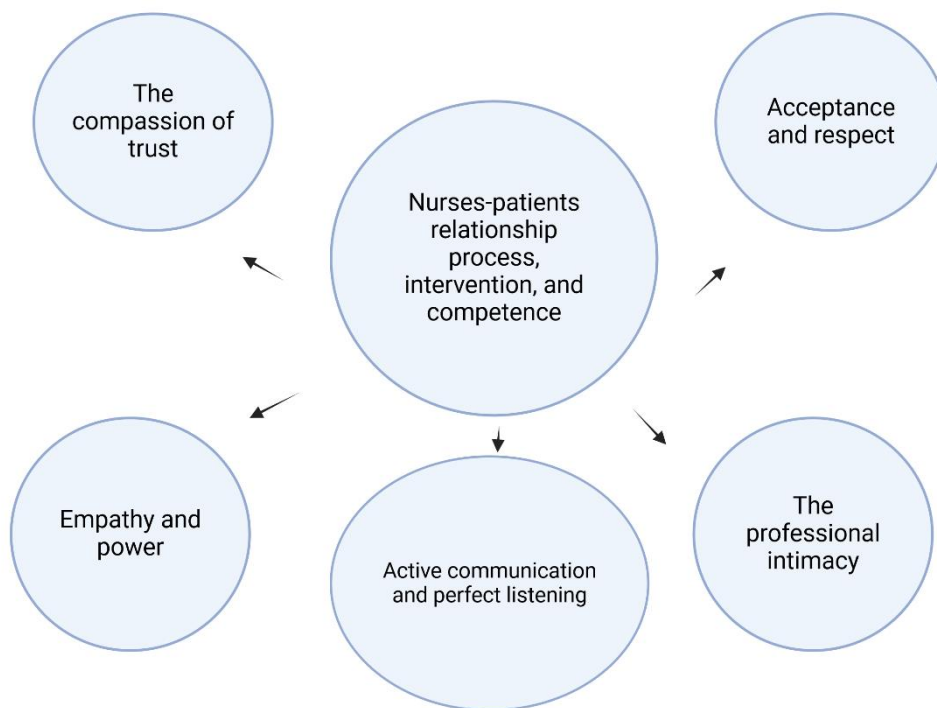 The
compassion of
trust
Acceptance
and respect
Nurses-patients
relationship
process,
intervention, and
competence
Empathy and
power
Active communication
and perfect listening
The
professional
intimacy